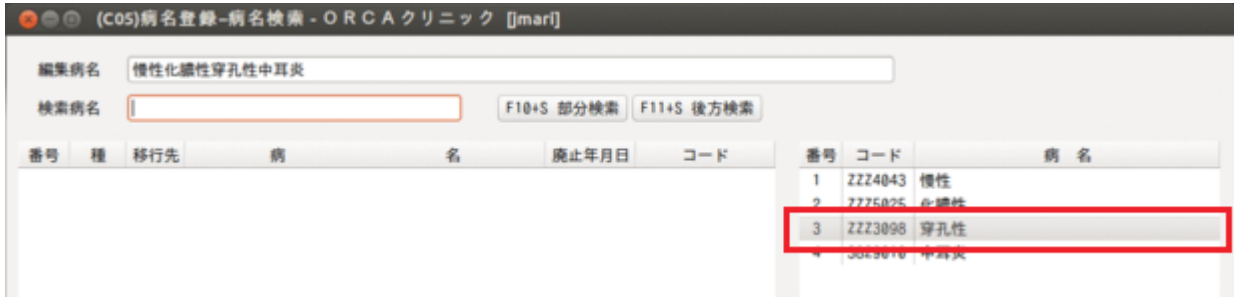 (C05)病名登録–病名検索 - ＯＲＣＡクリニック [jmari]
編集病名 慢性化膿性穿孔性中耳炎
検索病名 F10+S 部分検索 F11+S 後方検索
番号 種 移行先 病 名 廃止年月日 コード 番号 コード 病 名
1 ZZZ4043 慢性
2 ZZZ5025 化膿性
3 ZZZ3098 穿孔性
4 中耳炎